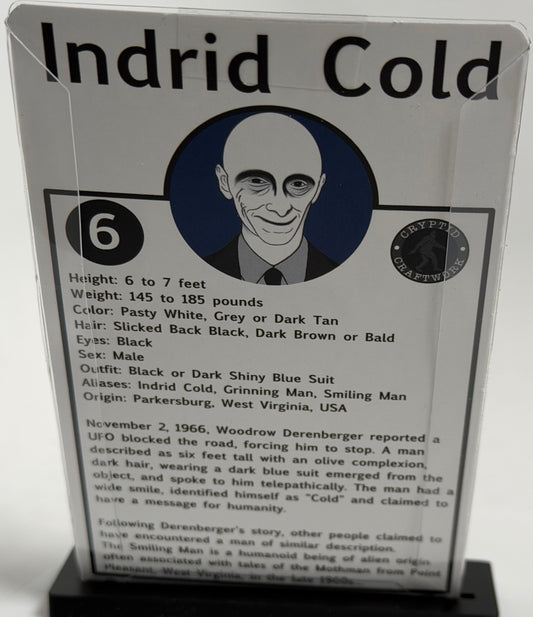 Indrid Cold
6
CRYPTID
CRAFTWORK
Height: 6 to 7 feet
Weight: 145 to 185 pounds
Color: Pasty White, Grey or Dark Tan
Hair: Slicked Back Black, Dark Brown or Bald
Eyes: Black
Sex: Male
Outfit: Black or Dark Shiny Blue Suit
Aliases: Indrid Cold, Grinning Man, Smiling Man
Origin: Parkersburg, West Virginia, USA
November 2, 1966, Woodrow Derenberger reported a
UFO blocked the road, forcing him to stop. A man
described as six feet tall with an olive complexion,
dark hair, wearing a dark blue suit emerged from the
object, and spoke to him telepathically. The man had a
wide smile, identified himself as "Cold" and claimed to
have a message for humanity.
Following Derenberger's story, other people claimed to
have encountered a man of similar description.
The Smiling Man is a humanoid being of alien origin
often associated with tales of the Mothman from Point
Pleasant, West Virginia, in the late 1960s.